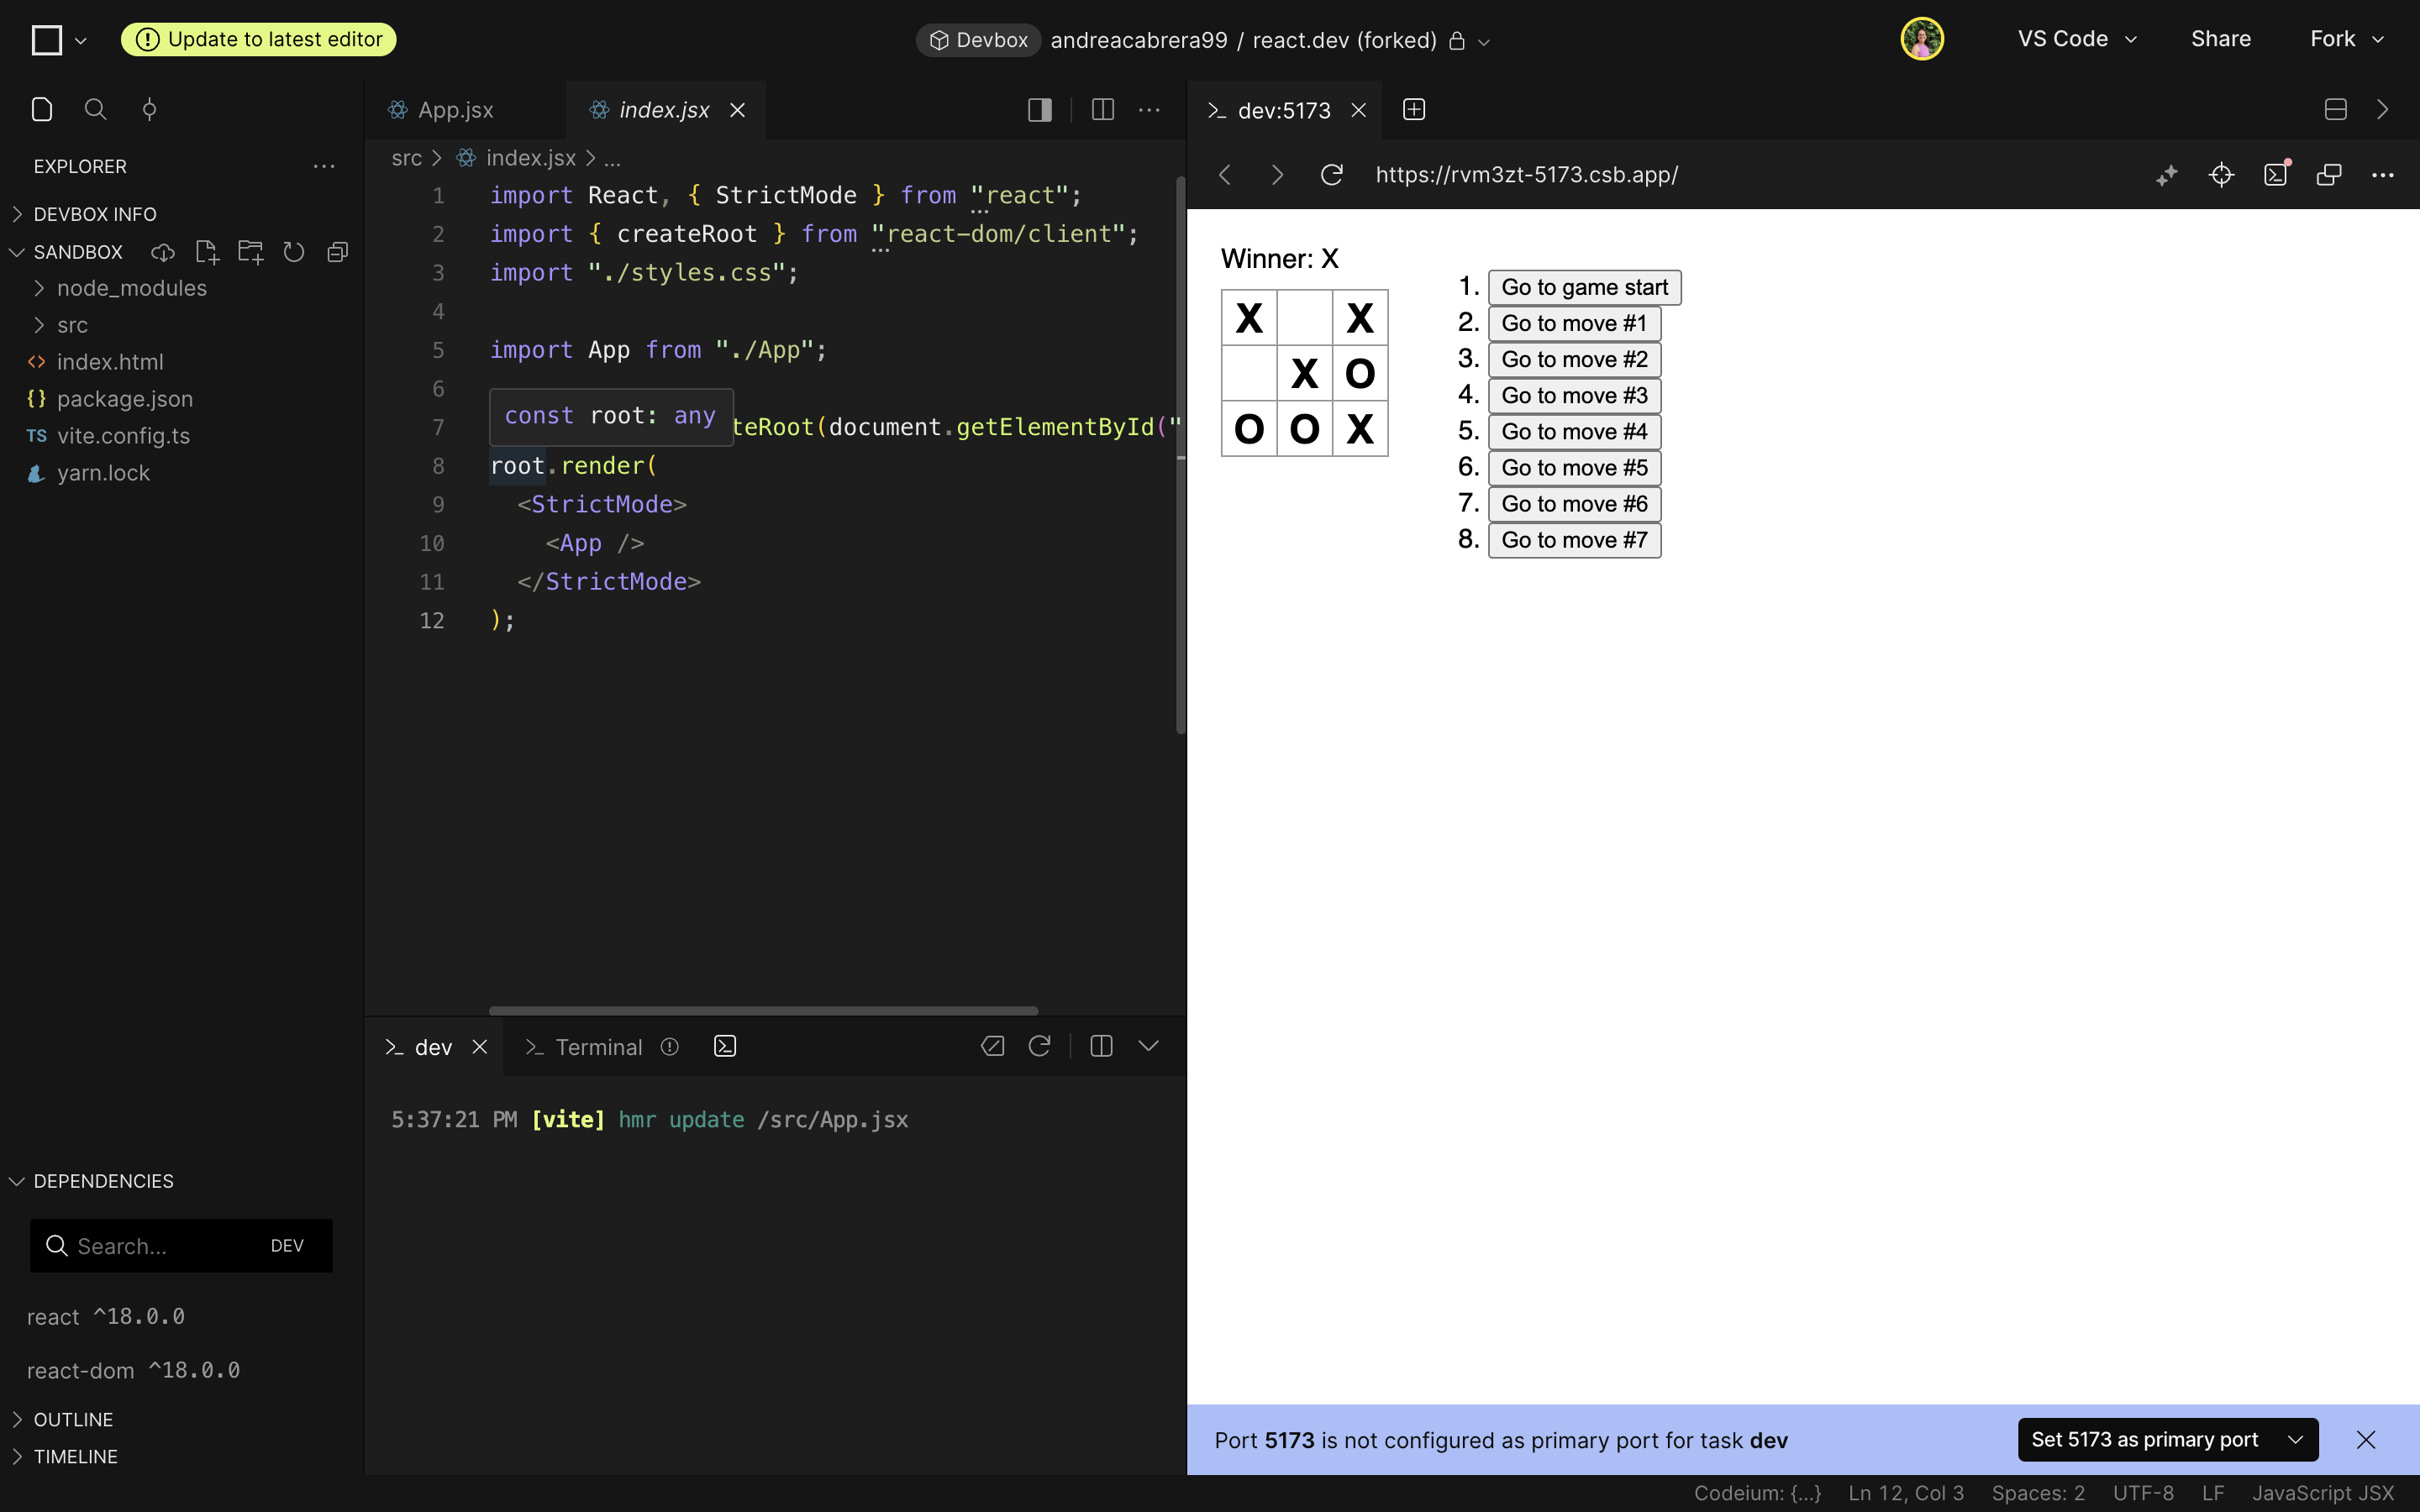 Update to latest editor
Devbox andreacabrera99 / react.dev (forked)
VS Code
Share
Fork
EXPLORER
DEVBOX INFO
SANDBOX
node_modules
src
index.html
package.json
TS vite.config.ts
yarn.lock
DEPENDENCIES
Search... DEV
react ^18.0.0
react-dom ^18.0.0
OUTLINE
TIMELINE
App.jsx
index.jsx
src > index.jsx > ...
1 import React, { StrictMode } from "react";
2 import { createRoot } from "react-dom/client";
3 import "./styles.css";
4
5 import App from "./App";
6
const root: any
7 teRoot(document.getElementById("
8 root.render(
9 <StrictMode>
10 <App />
11 </StrictMode>
12 );
dev
Terminal
5:37:21 PM [vite] hmr update /src/App.jsx
dev:5173
https://rvm3zt-5173.csb.app/
Winner: X
X X
X O
O O X
1. Go to game start
2. Go to move #1
3. Go to move #2
4. Go to move #3
5. Go to move #4
6. Go to move #5
7. Go to move #6
8. Go to move #7
Port 5173 is not configured as primary port for task dev
Set 5173 as primary port
Codeium: {...} Ln 12, Col 3 Spaces: 2 UTF-8 LF JavaScript JSX